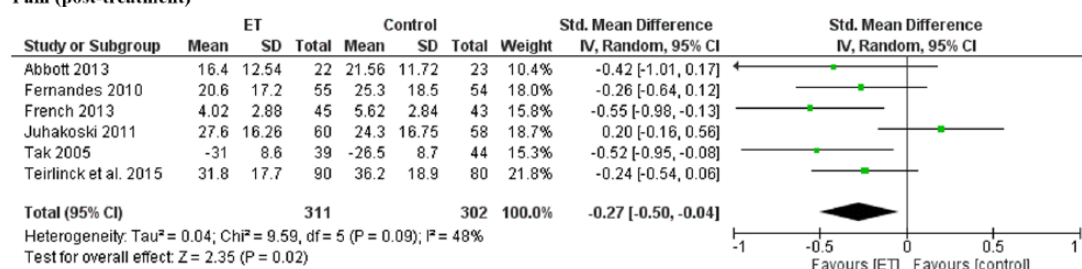 Pain (post-treatment)
ET Control Std. Mean Difference Std. Mean Difference
Study or Subgroup Mean SD Total Mean SD Total Weight IV, Random, 95% CI IV, Random, 95% CI
Abbott 2013 16.4 12.54 22 21.56 11.72 23 10.4% -0.42 [-1.01, 0.17]
Fernandes 2010 20.6 17.2 55 25.3 18.5 54 18.0% -0.26 [-0.64, 0.12]
French 2013 4.02 2.88 45 5.62 2.84 43 15.8% -0.55 [-0.98, -0.13]
Juhakoski 2011 27.6 16.26 60 24.3 16.75 58 18.7% 0.20 [-0.16, 0.56]
Tak 2005 -31 8.6 39 -26.5 8.7 44 15.3% -0.52 [-0.95, -0.08]
Teirlinck et al. 2015 31.8 17.7 90 36.2 18.9 80 21.8% -0.24 [-0.54, 0.06]
Total (95% CI) 311 302 100.0% -0.27 [-0.50, -0.04]
Heterogeneity: Tau² = 0.04; Chi² = 9.59, df = 5 (P = 0.09); I² = 48%
Test for overall effect: Z = 2.35 (P = 0.02)
-1 -0.5 0 0.5 1
Favours [ET] Favours [control]